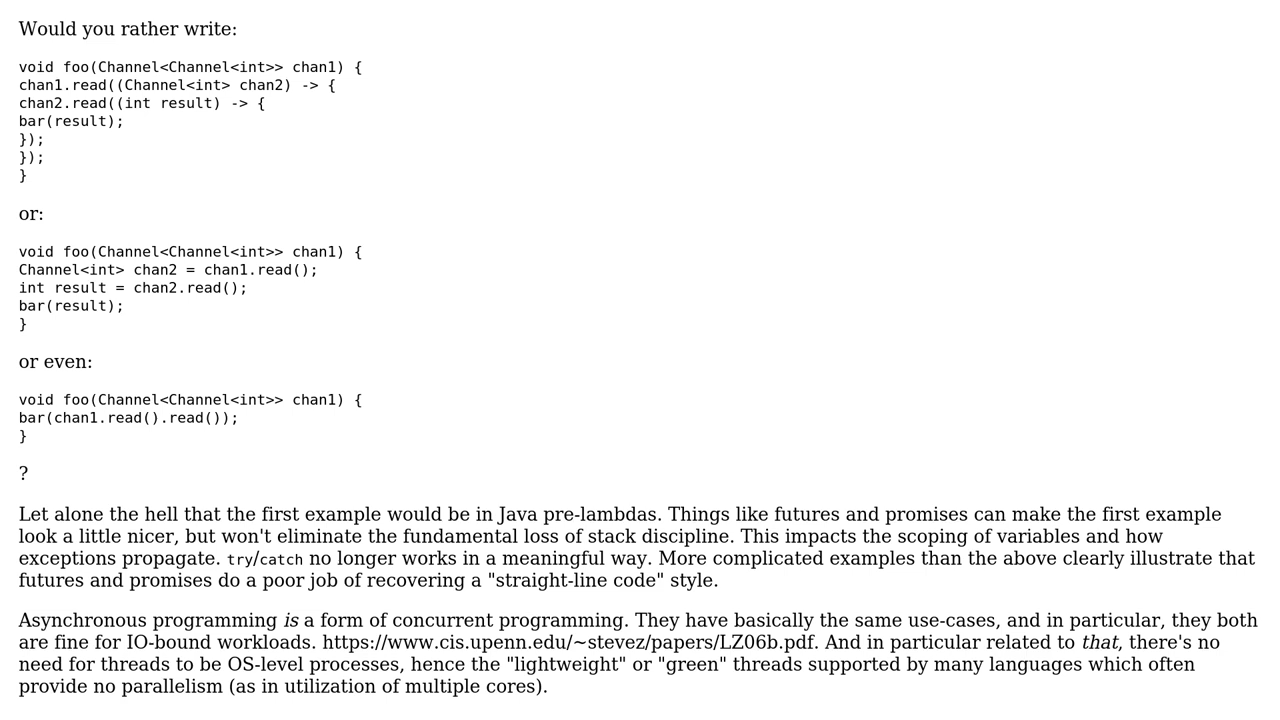 Would you rather write:
void foo(Channel<Channel<int>> chan1) {
chan1.read((Channel<int> chan2) -> {
chan2.read((int result) -> {
bar(result);
});
});
}
or:
void foo(Channel<Channel<int>> chan1) {
Channel<int> chan2 = chan1.read();
int result = chan2.read();
bar(result);
}
or even:
void foo(Channel<Channel<int>> chan1) {
bar(chan1.read().read());
}
?
Let alone the hell that the first example would be in Java pre-lambdas. Things like futures and promises can make the first example
look a little nicer, but won't eliminate the fundamental loss of stack discipline. This impacts the scoping of variables and how
exceptions propagate. try/catch no longer works in a meaningful way. More complicated examples than the above clearly illustrate that
futures and promises do a poor job of recovering a "straight-line code" style.
Asynchronous programming is a form of concurrent programming. They have basically the same use-cases, and in particular, they both
are fine for IO-bound workloads. https://www.cis.upenn.edu/~stevez/papers/LZ06b.pdf. And in particular related to that, there's no
need for threads to be OS-level processes, hence the "lightweight" or "green" threads supported by many languages which often
provide no parallelism (as in utilization of multiple cores).